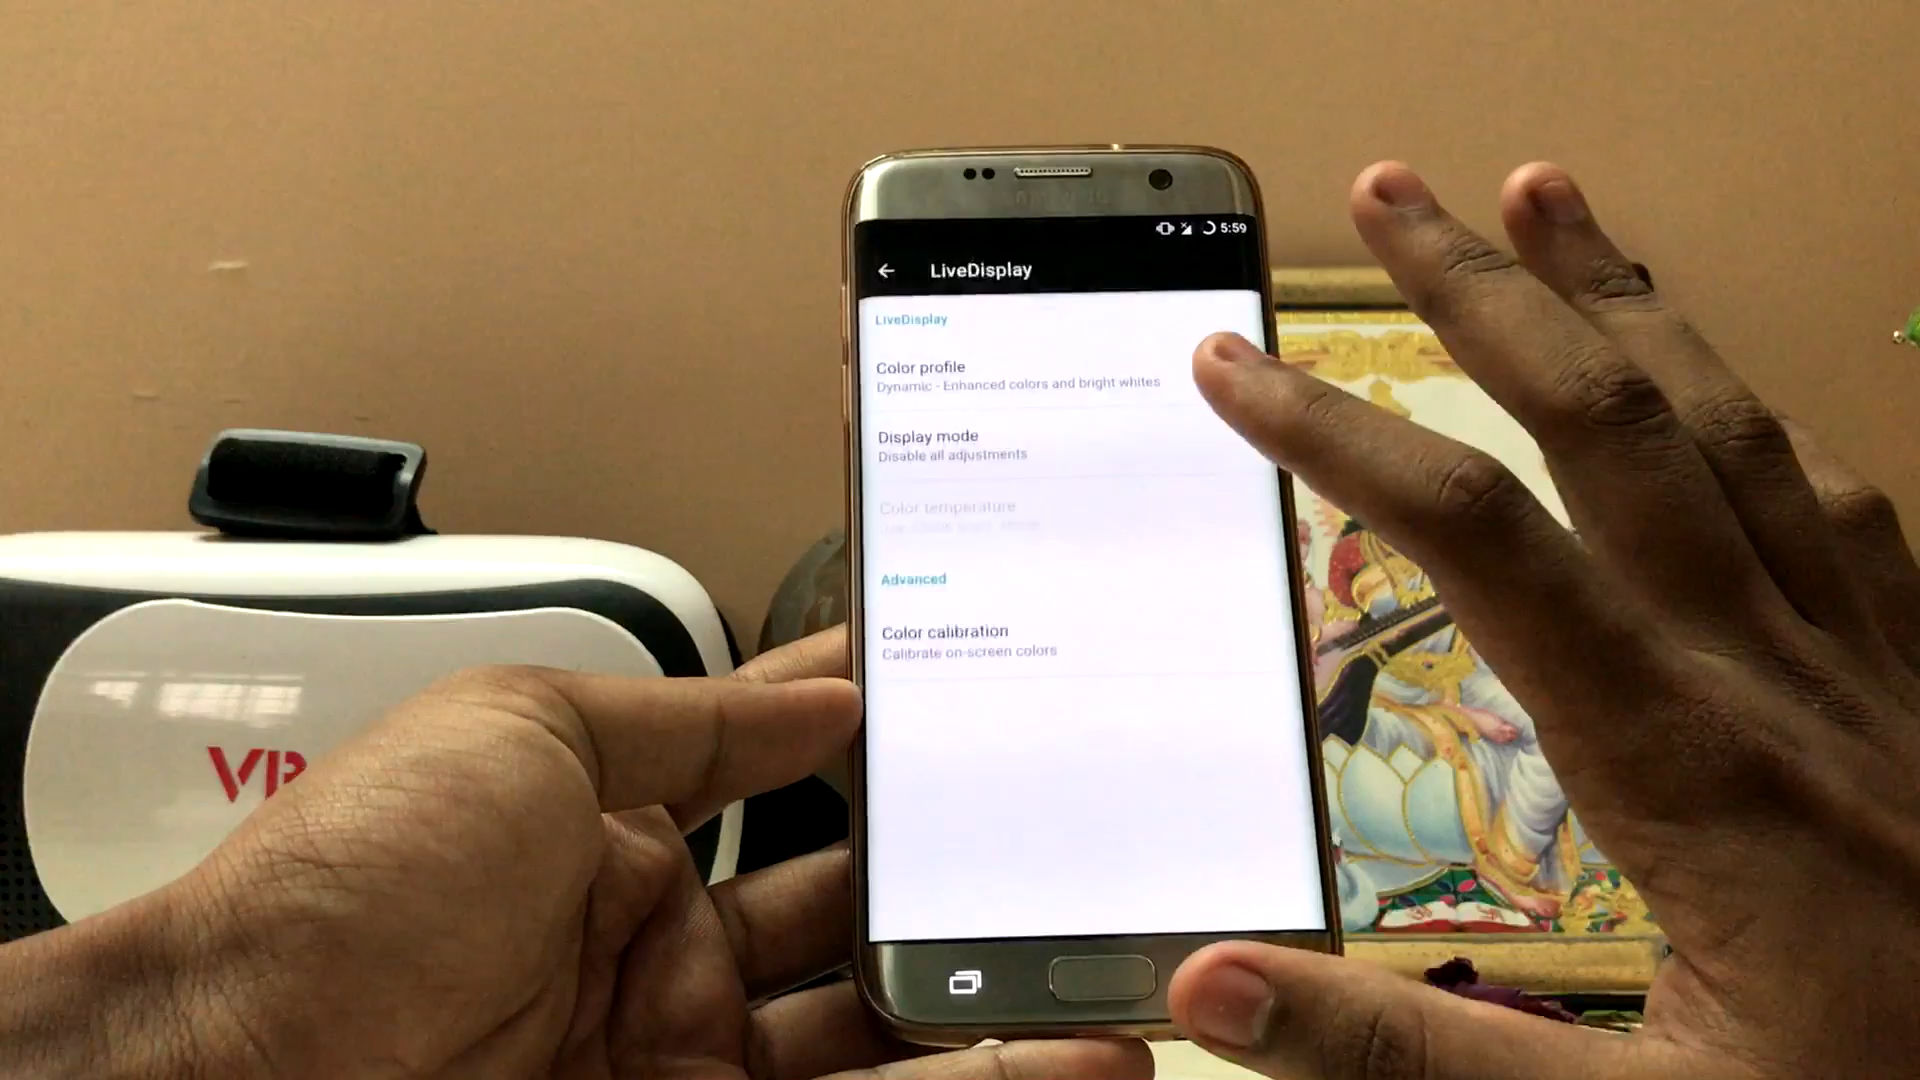 SAMSUNG
5:59
LiveDisplay
LiveDisplay
Color profile
Dynamic - Enhanced colors and bright whites
Display mode
Disable all adjustments
Color temperature
Advanced
Color calibration
Calibrate on-screen colors
VR